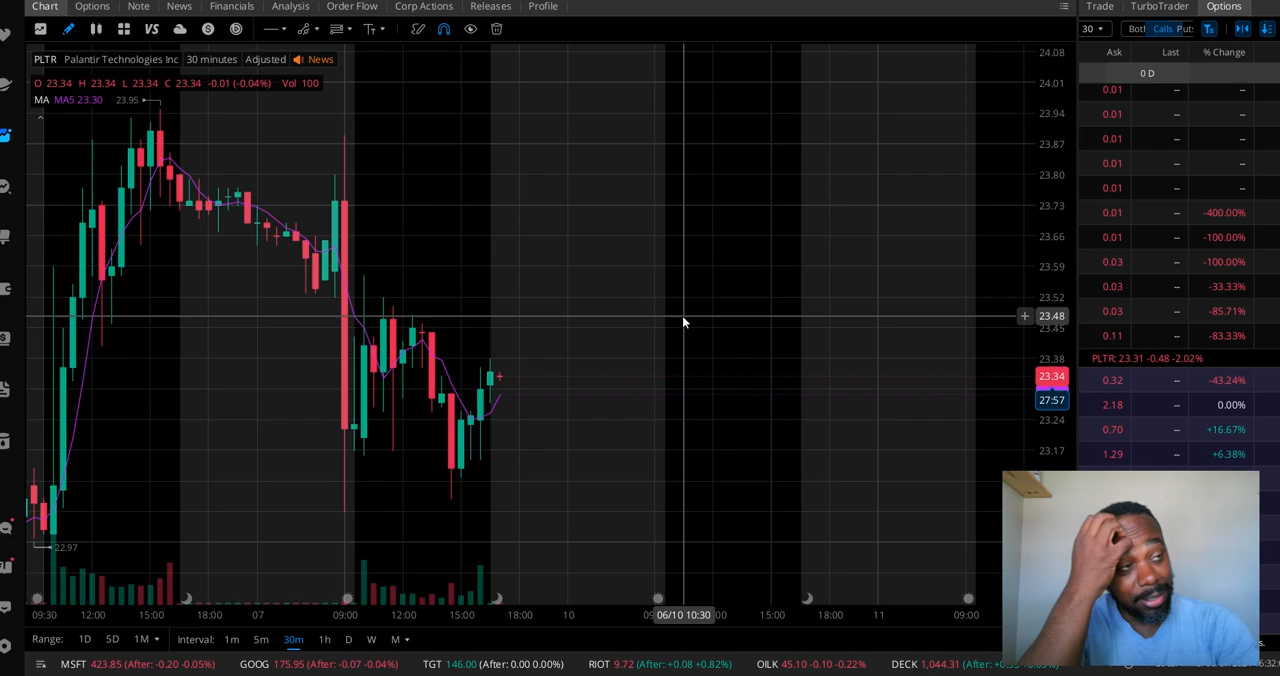 Chart Options Note News Financials Analysis Order Flow Corp Actions Releases Profile
Trade TurboTrader Options
VS
30 Both Calls Puts
PLTR Palantir Technologies Inc 30 minutes Adjusted News
O 23.34 H 23.34 L 23.34 C 23.34 -0.01 (-0.04%) Vol 100
MA MA5 23.30 23.95
22.97
24.08
24.01
23.94
23.87
23.80
23.73
23.66
23.59
23.52
23.48
23.45
23.38
23.34
27:57
23.24
23.17
Ask Last % Change
0 D
0.01 --
0.01 -- --
0.01 -- --
0.01 -- --
0.01 -- --
0.01 -- -400.00%
0.01 -- -100.00%
0.03 -- -100.00%
0.03 -- -33.33%
0.03 -- -85.71%
0.11 -- -83.33%
PLTR: 23.31 -0.48 -2.02%
0.32 -- -43.24%
2.18 -- 0.00%
0.70 -- +16.67%
1.29 -- +6.38%
09:30 12:00 15:00 18:00 07 09:00 12:00 15:00 18:00 10 06/10 10:30 15:00 18:00 11 09:00
Range: 1D 5D 1M Interval: 1m 5m 30m 1h D W M
MSFT 423.85 (After: -0.20 -0.05%) GOOG 175.95 (After: -0.07 -0.04%) TGT 146.00 (After: 0.00 0.00%) RIOT 9.72 (After: +0.08 +0.82%) OILK 45.10 -0.10 -0.22% DECK 1,044.31